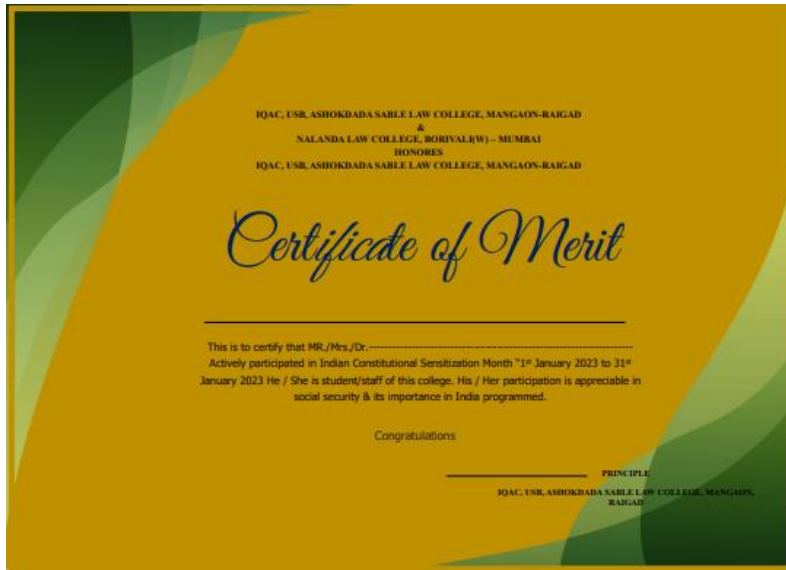 IQAC, USB, ASHOKDADA SABLE LAW COLLEGE, MANGAON-RAIGAD
&
NALANDA LAW COLLEGE, BORIVALI(W) – MUMBAI
HONORES
IQAC, USB, ASHOKDADA SABLE LAW COLLEGE, MANGAON-RAIGAD
Certificate of Merit
This is to certify that MR./Mrs./Dr.------------------------------------------------------------
Actively participated in Indian Constitutional Sensitization Month "1st January 2023 to 31st
January 2023 He / She is student/staff of this college. His / Her participation is appreciable in
social security & its importance in India programmed.
Congratulations
PRINCIPLE
IQAC, USB, ASHOKDADA SABLE LAW COLLEGE, MANGAON,
RAIGAD